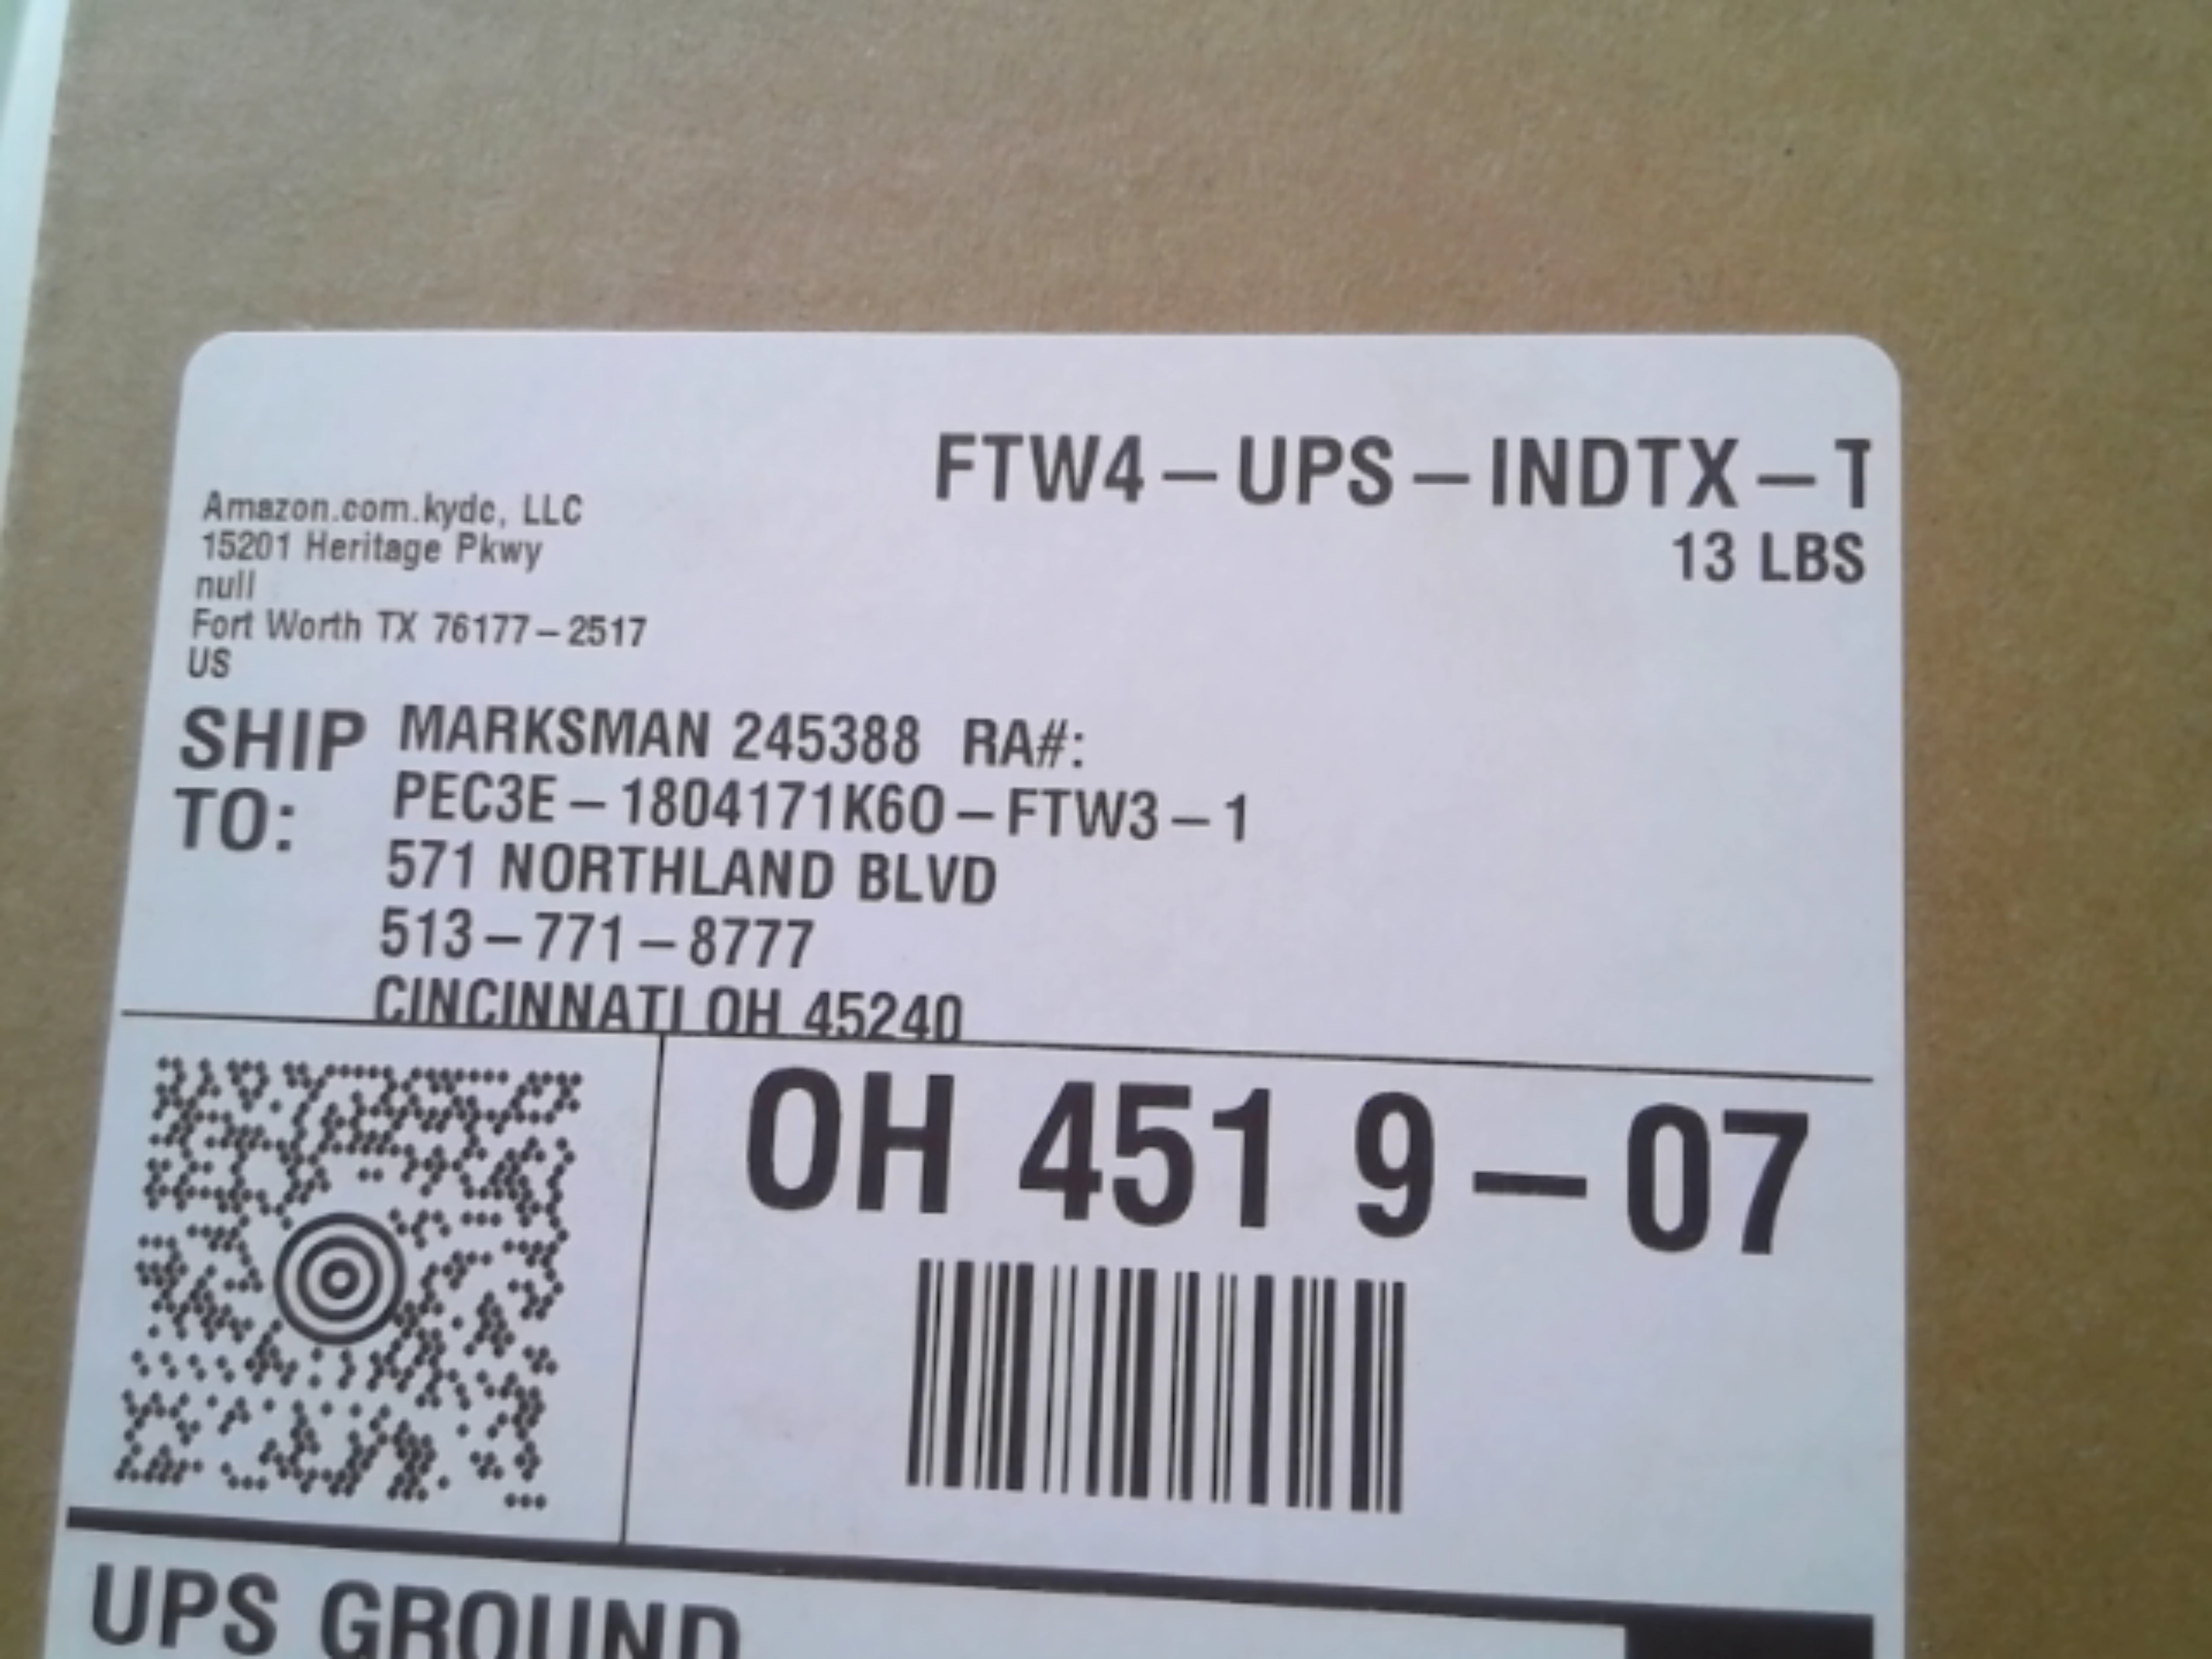 FTW4-UPS-INDTX-T
13 LBS
Amazon.com.kydc, LLC
15201 Heritage Pkwy
null
Fort Worth TX 76177-2517
US
SHIP TO:
MARKSMAN 245388 RA#:
PEC3E-1804171K6O-FTW3-1
571 NORTHLAND BLVD
513-771-8777
CINCINNATI OH 45240
OH 451 9-07
UPS GROUND